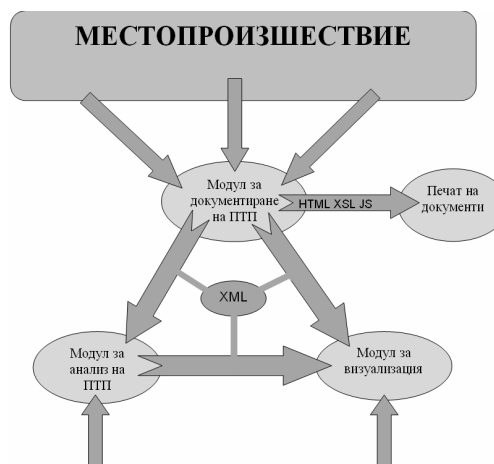 МЕСТОПРОИЗШЕСТВИЕ
Модул за
документиране
на ПТП
HTML XSL JS
Печат на
документи
XML
Модул за
анализ на
ПТП
Модул за
визуализация